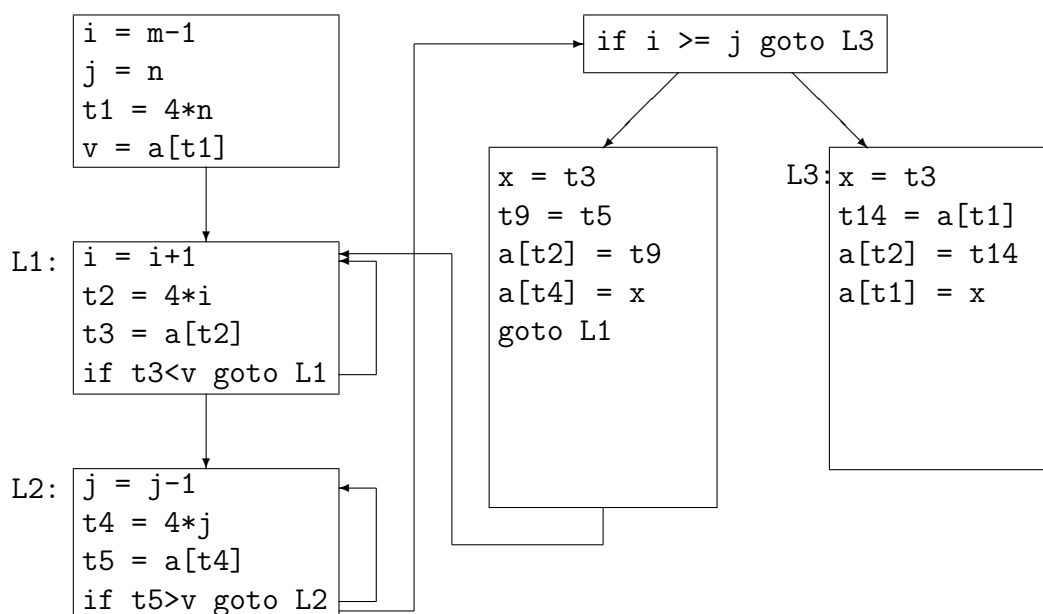 i = m-1
j = n
t1 = 4*n
v = a[t1]
L1:
i = i+1
t2 = 4*i
t3 = a[t2]
if t3<v goto L1
L2:
j = j-1
t4 = 4*j
t5 = a[t4]
if t5>v goto L2
if i >= j goto L3
x = t3
t9 = t5
a[t2] = t9
a[t4] = x
goto L1
L3:
x = t3
t14 = a[t1]
a[t2] = t14
a[t1] = x